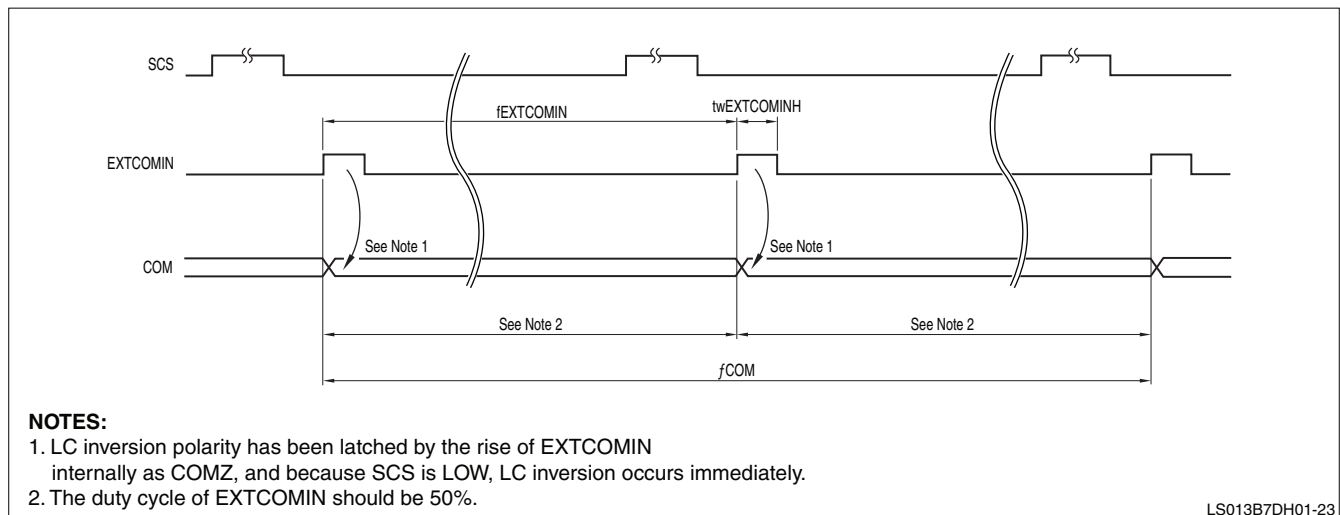 SCS
fEXTCOMIN
twEXTCOMINH
EXTCOMIN
See Note 1
See Note 1
COM
See Note 2
See Note 2
ƒCOM
NOTES:
1. LC inversion polarity has been latched by the rise of EXTCOMIN
internally as COMZ, and because SCS is LOW, LC inversion occurs immediately.
2. The duty cycle of EXTCOMIN should be 50%.
LS013B7DH01-23